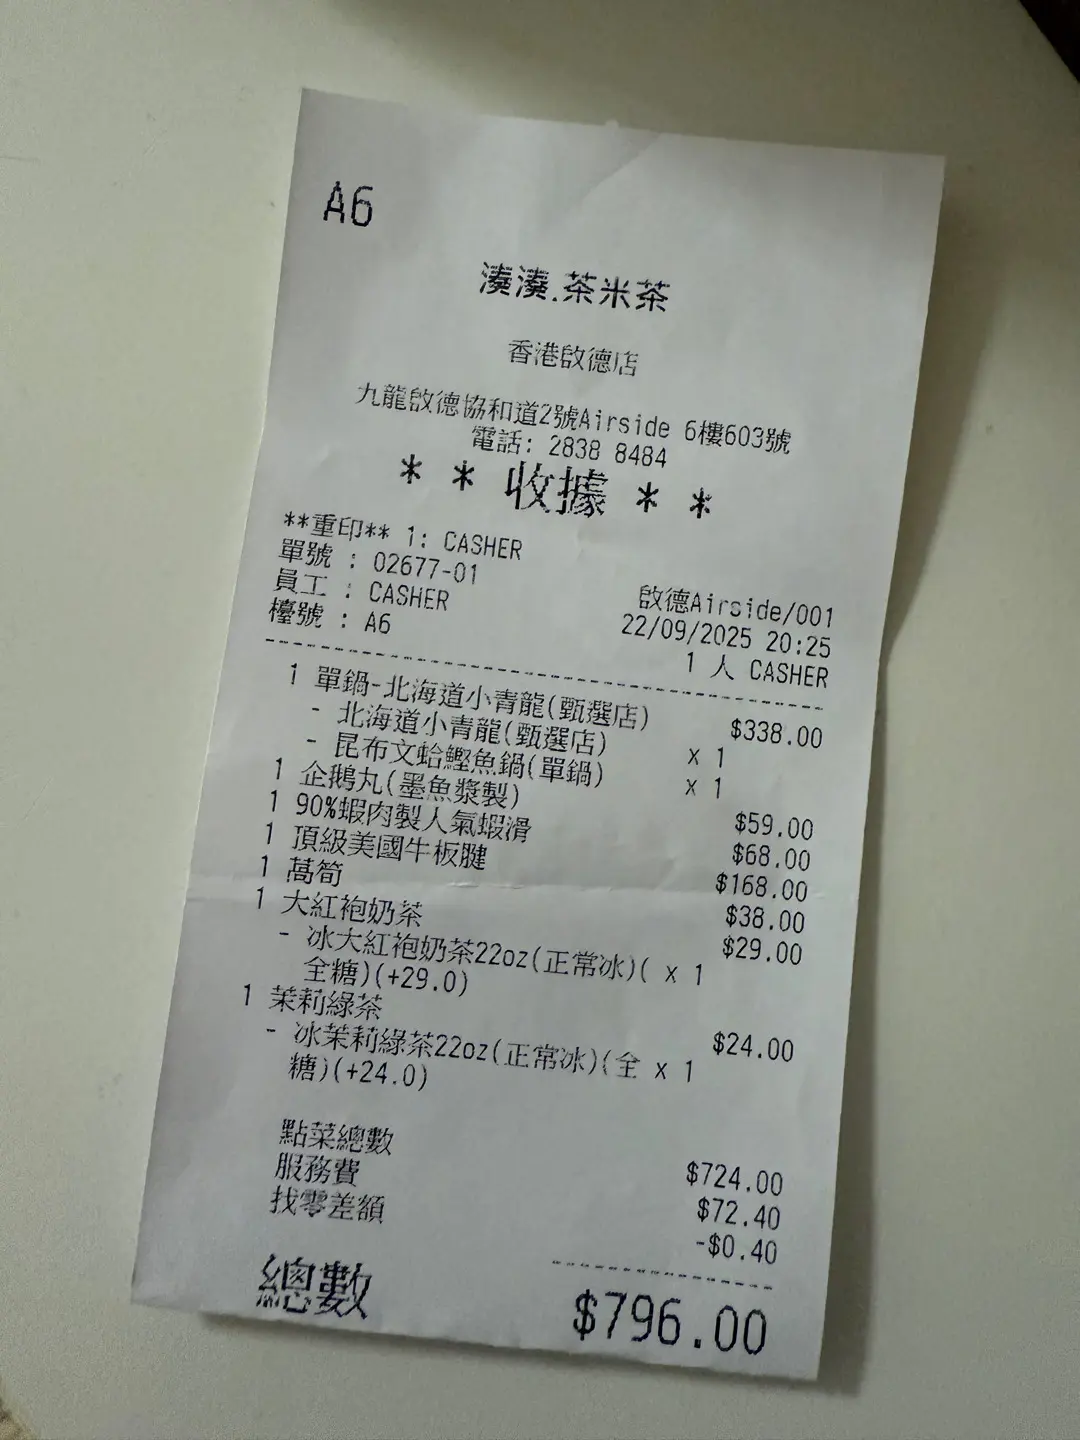 A6
湊湊.茶米茶
香港啟德店
九龍啟德協和道2號Airside 6樓603號
電話: 2838 8484
* * 收據 * *
**重印** 1: CASHER
單號 : 02677-01 啟德Airside/001
員工 : CASHER 22/09/2025 20:25
檯號 : A6 1 人 CASHER
1 單鍋-北海道小青龍(甄選店) $338.00
- 北海道小青龍(甄選店) x 1
- 昆布文蛤鰹魚鍋(單鍋) x 1
1 企鵝丸(墨魚漿製) $59.00
1 90%蝦肉製人氣蝦滑 $68.00
1 頂級美國牛板腱 $168.00
1 萵筍 $38.00
1 大紅袍奶茶 $29.00
- 冰大紅袍奶茶22oz(正常冰)( x 1
全糖)(+29.0)
1 茉莉綠茶 $24.00
- 冰茉莉綠茶22oz(正常冰)(全 x 1
糖)(+24.0)
點菜總數 $724.00
服務費 $72.40
找零差額 -$0.40
總數 $796.00